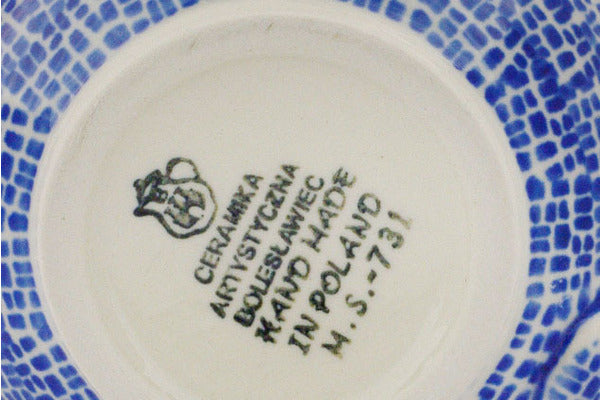 CERAMIKA
ARTYSTYCZNA
BOLESŁAWIEC
HAND MADE
IN POLAND
M.S.-731